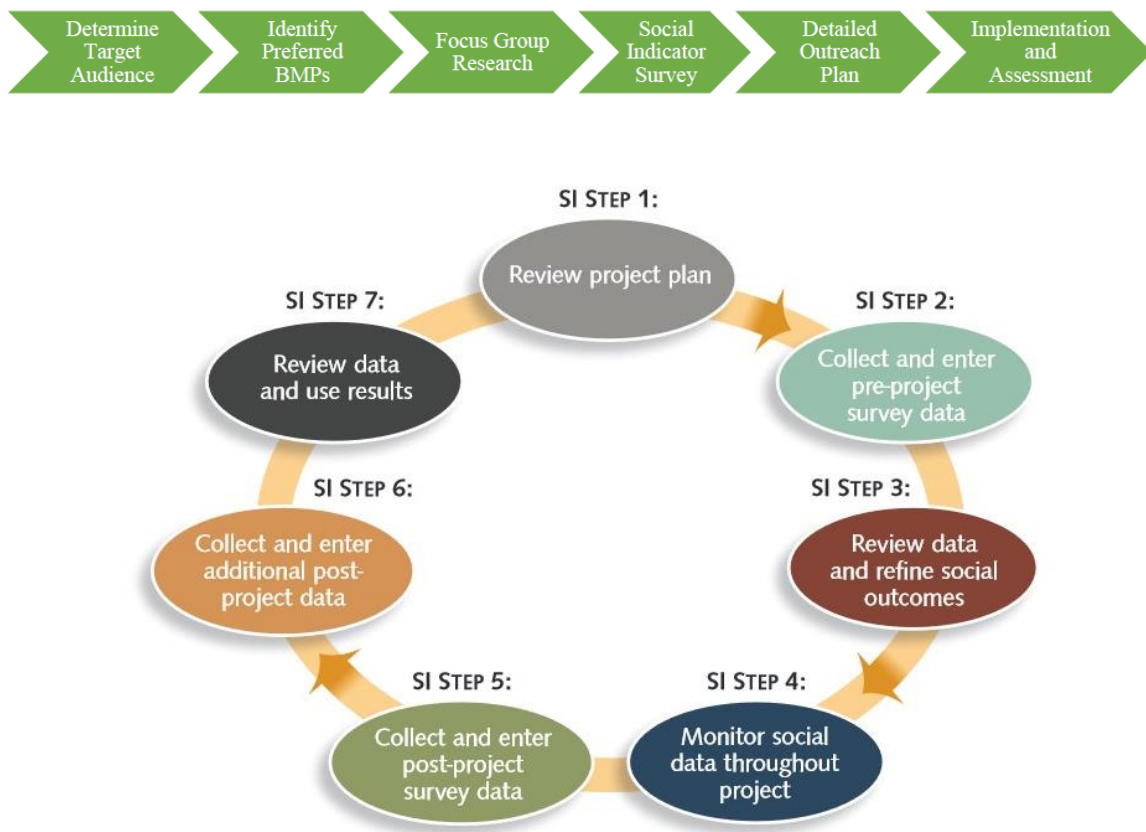 Determine
Target
Audience
Identify
Preferred
BMPs
Focus Group
Research
Social
Indicator
Survey
Detailed
Outreach
Plan
Implementation
and
Assessment
SI STEP 1:
Review project plan
SI STEP 2:
Collect and enter
pre-project
survey data
SI STEP 3:
Review data
and refine social
outcomes
SI STEP 4:
Monitor social
data throughout
project
SI STEP 5:
Collect and enter
post-project
survey data
SI STEP 6:
Collect and enter
additional post-
project data
SI STEP 7:
Review data
and use results